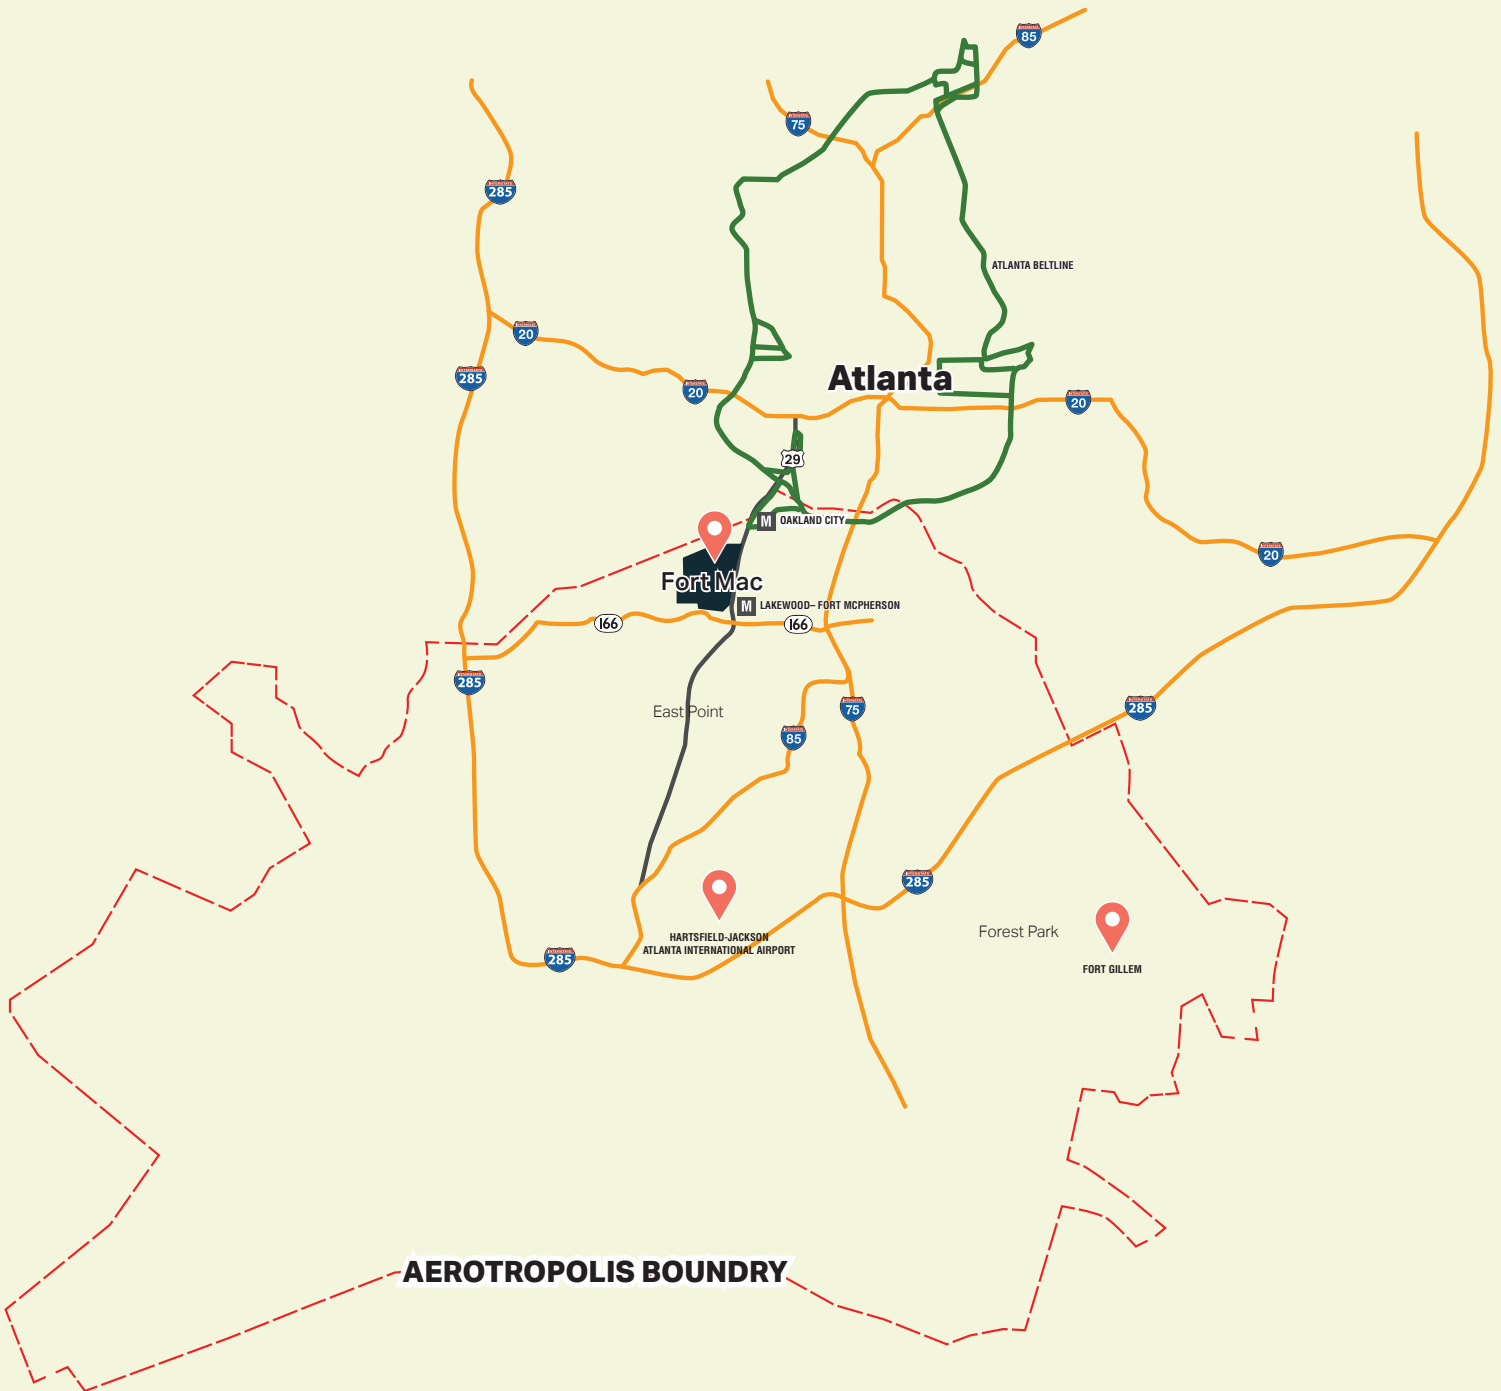 85
75
285
ATLANTA BELTLINE
20
285
Atlanta
20
20
29
M OAKLAND CITY
20
Fort Mac
M LAKEWOOD– FORT MCPHERSON
166
166
285
East Point
75
285
85
285
HARTSFIELD-JACKSON
ATLANTA INTERNATIONAL AIRPORT
Forest Park
285
FORT GILLEM
AEROTROPOLIS BOUNDRY